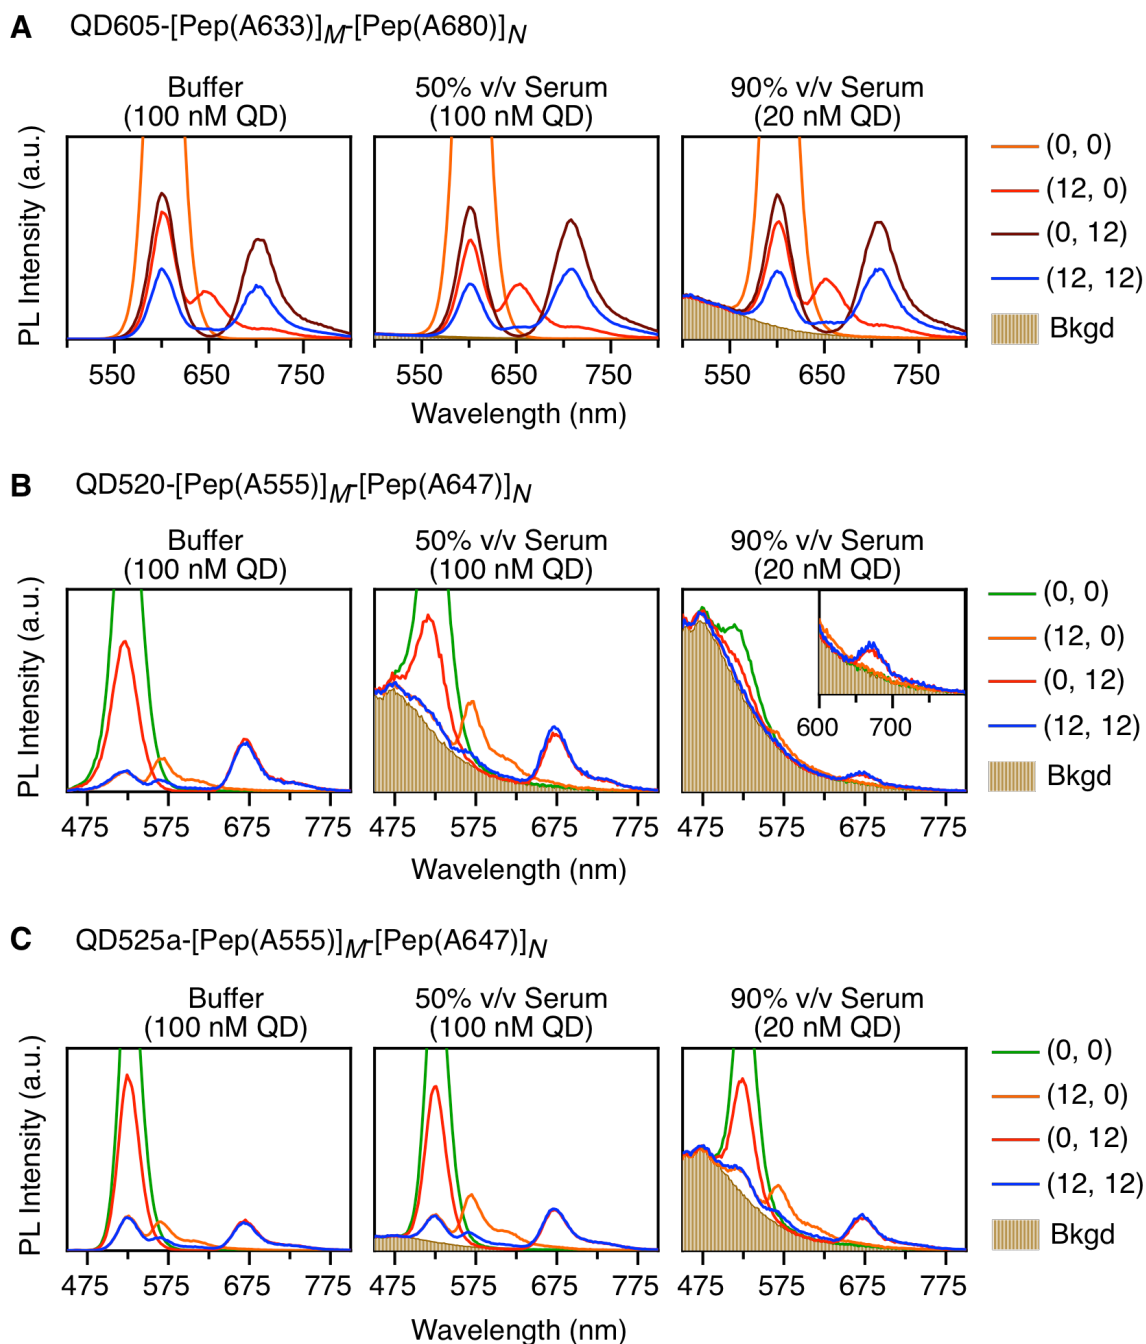 A QD605-[Pep(A633)]M-[Pep(A680)]N
Buffer
(100 nM QD)
50% v/v Serum
(100 nM QD)
90% v/v Serum
(20 nM QD)
PL Intensity (a.u.)
(0, 0)
(12, 0)
(0, 12)
(12, 12)
Bkgd
550 650 750
550 650 750
550 650 750
Wavelength (nm)
B QD520-[Pep(A555)]M-[Pep(A647)]N
Buffer
(100 nM QD)
50% v/v Serum
(100 nM QD)
90% v/v Serum
(20 nM QD)
PL Intensity (a.u.)
600 700
(0, 0)
(12, 0)
(0, 12)
(12, 12)
Bkgd
475 575 675 775
475 575 675 775
475 575 675 775
Wavelength (nm)
C QD525a-[Pep(A555)]M-[Pep(A647)]N
Buffer
(100 nM QD)
50% v/v Serum
(100 nM QD)
90% v/v Serum
(20 nM QD)
PL Intensity (a.u.)
(0, 0)
(12, 0)
(0, 12)
(12, 12)
Bkgd
475 575 675 775
475 575 675 775
475 575 675 775
Wavelength (nm)